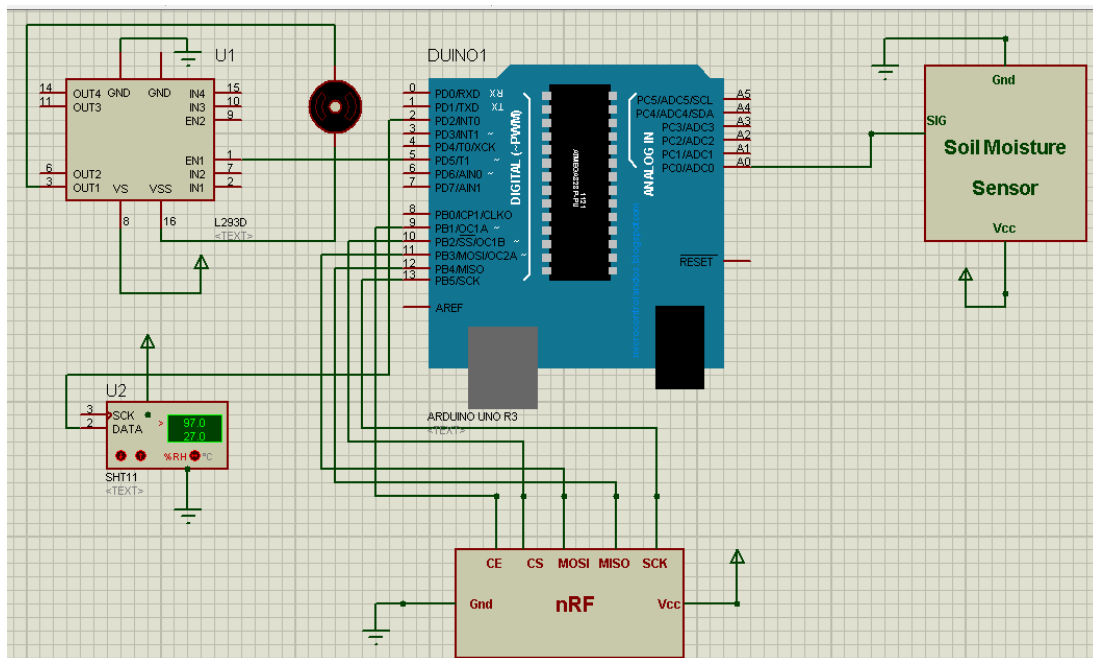 U1
14 OUT4 GND GND IN4 15
11 OUT3 IN3 10
EN2 9
EN1 1
6 OUT2 IN2 7
3 OUT1 VS VSS IN1 2
8 16
L293D
<TEXT>
DUINO1
0 PD0/RXD RX
1 PD1/TXD TX
2 PD2/INT0
3 PD3/INT1 ~
4 PD4/T0/XCK
5 PD5/T1 ~
6 PD6/AIN0 ~
7 PD7/AIN1
8 PB0/ICP1/CLKO
9 PB1/OC1A ~
10 PB2/SS/OC1B ~
11 PB3/MOSI/OC2A ~
12 PB4/MISO
13 PB5/SCK
AREF
DIGITAL (~PWM)
ATMEGA328P-PU
1121
ANALOG IN
PC5/ADC5/SCL A5
PC4/ADC4/SDA A4
PC3/ADC3 A3
PC2/ADC2 A2
PC1/ADC1 A1
PC0/ADC0 A0
RESET
ARDUINO UNO R3
<TEXT>
Gnd
SIG
Soil Moisture
Sensor
Vcc
U2
3 SCK
2 DATA
> 97.0
27.0
%RH °C
SHT11
<TEXT>
CE CS MOSI MISO SCK
Gnd nRF Vcc